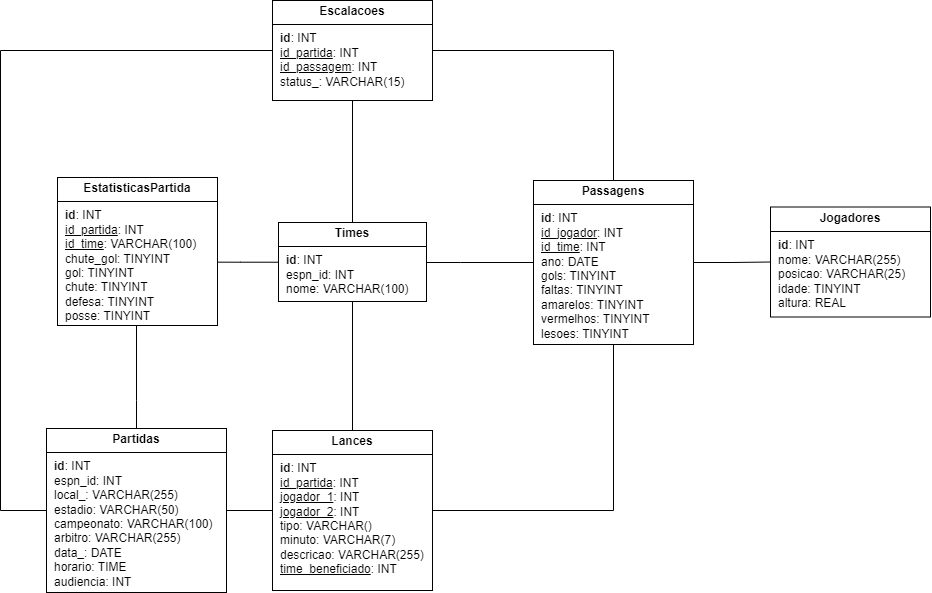 Escalacoes
id: INT
id_partida: INT
id_passagem: INT
status_: VARCHAR(15)
EstatisticasPartida
id: INT
id_partida: INT
id_time: VARCHAR(100)
chute_gol: TINYINT
gol: TINYINT
chute: TINYINT
defesa: TINYINT
posse: TINYINT
Times
id: INT
espn_id: INT
nome: VARCHAR(100)
Passagens
id: INT
id_jogador: INT
id_time: INT
ano: DATE
gols: TINYINT
faltas: TINYINT
amarelos: TINYINT
vermelhos: TINYINT
lesoes: TINYINT
Jogadores
id: INT
nome: VARCHAR(255)
posicao: VARCHAR(25)
idade: TINYINT
altura: REAL
Partidas
id: INT
espn_id: INT
local_: VARCHAR(255)
estadio: VARCHAR(50)
campeonato: VARCHAR(100)
arbitro: VARCHAR(255)
data_: DATE
horario: TIME
audiencia: INT
Lances
id: INT
id_partida: INT
jogador_1: INT
jogador_2: INT
tipo: VARCHAR()
minuto: VARCHAR(7)
descricao: VARCHAR(255)
time_beneficiado: INT